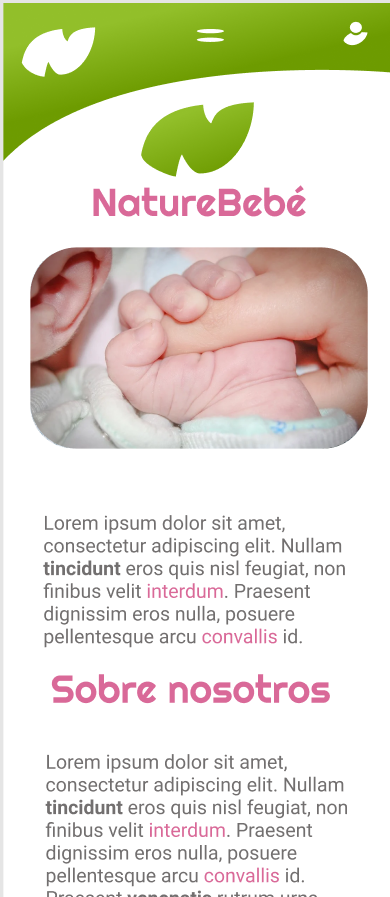 NatureBebé
Lorem ipsum dolor sit amet,
consectetur adipiscing elit. Nullam
tincidunt eros quis nisl feugiat, non
finibus velit interdum. Praesent
dignissim eros nulla, posuere
pellentesque arcu convallis id.
Sobre nosotros
Lorem ipsum dolor sit amet,
consectetur adipiscing elit. Nullam
tincidunt eros quis nisl feugiat, non
finibus velit interdum. Praesent
dignissim eros nulla, posuere
pellentesque arcu convallis id.
Praesent venenatis rutrum urna